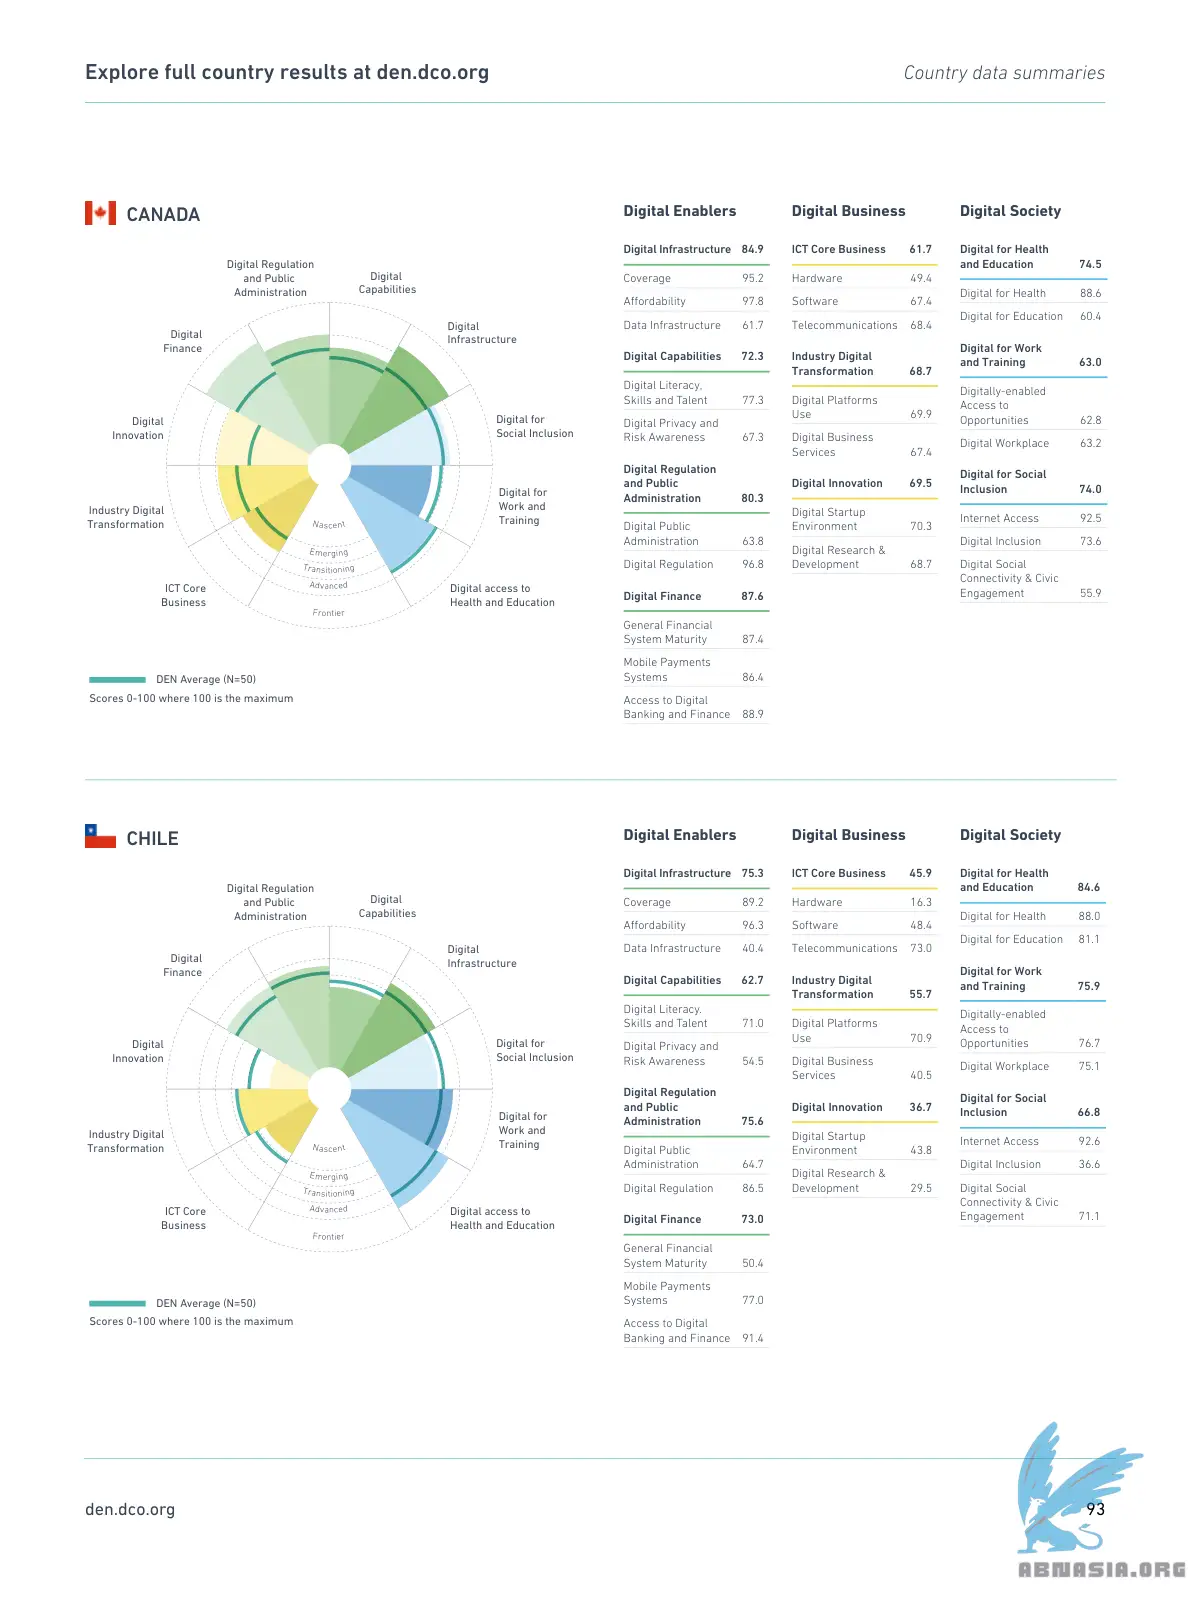 Explore full country results at den.dco.org
Country data summaries
CANADA
Digital Regulation
and Public
Administration
Digital
Capabilities
Digital
Infrastructure
Digital
Finance
Digital
Innovation
Digital for
Social Inclusion
Industry Digital
Transformation
Digital for
Work and
Training
ICT Core
Business
Digital access to
Health and Education
Nascent
Emerging
Transitioning
Advanced
Frontier
DEN Average (N=50)
Scores 0-100 where 100 is the maximum
Digital Enablers
Digital Infrastructure 84.9
Coverage 95.2
Affordability 97.8
Data Infrastructure 61.7
Digital Capabilities 72.3
Digital Literacy,
Skills and Talent 77.3
Digital Privacy and
Risk Awareness 67.3
Digital Regulation
and Public
Administration 80.3
Digital Public
Administration 63.8
Digital Regulation 96.8
Digital Finance 87.6
General Financial
System Maturity 87.4
Mobile Payments
Systems 86.4
Access to Digital
Banking and Finance 88.9
Digital Business
ICT Core Business 61.7
Hardware 49.4
Software 67.4
Telecommunications 68.4
Industry Digital
Transformation 68.7
Digital Platforms
Use 69.9
Digital Business
Services 67.4
Digital Innovation 69.5
Digital Startup
Environment 70.3
Digital Research &
Development 68.7
Digital Society
Digital for Health
and Education 74.5
Digital for Health 88.6
Digital for Education 60.4
Digital for Work
and Training 63.0
Digitally-enabled
Access to
Opportunities 62.8
Digital Workplace 63.2
Digital for Social
Inclusion 74.0
Internet Access 92.5
Digital Inclusion 73.6
Digital Social
Connectivity & Civic
Engagement 55.9
CHILE
Digital Regulation
and Public
Administration
Digital
Capabilities
Digital
Infrastructure
Digital
Finance
Digital
Innovation
Digital for
Social Inclusion
Industry Digital
Transformation
Digital for
Work and
Training
ICT Core
Business
Digital access to
Health and Education
Nascent
Emerging
Transitioning
Advanced
Frontier
DEN Average (N=50)
Scores 0-100 where 100 is the maximum
Digital Enablers
Digital Infrastructure 75.3
Coverage 89.2
Affordability 96.3
Data Infrastructure 40.4
Digital Capabilities 62.7
Digital Literacy.
Skills and Talent 71.0
Digital Privacy and
Risk Awareness 54.5
Digital Regulation
and Public
Administration 75.6
Digital Public
Administration 64.7
Digital Regulation 86.5
Digital Finance 73.0
General Financial
System Maturity 50.4
Mobile Payments
Systems 77.0
Access to Digital
Banking and Finance 91.4
Digital Business
ICT Core Business 45.9
Hardware 16.3
Software 48.4
Telecommunications 73.0
Industry Digital
Transformation 55.7
Digital Platforms
Use 70.9
Digital Business
Services 40.5
Digital Innovation 36.7
Digital Startup
Environment 43.8
Digital Research &
Development 29.5
Digital Society
Digital for Health
and Education 84.6
Digital for Health 88.0
Digital for Education 81.1
Digital for Work
and Training 75.9
Digitally-enabled
Access to
Opportunities 76.7
Digital Workplace 75.1
Digital for Social
Inclusion 66.8
Internet Access 92.6
Digital Inclusion 36.6
Digital Social
Connectivity & Civic
Engagement 71.1
den.dco.org
93
ABNASIA.ORG